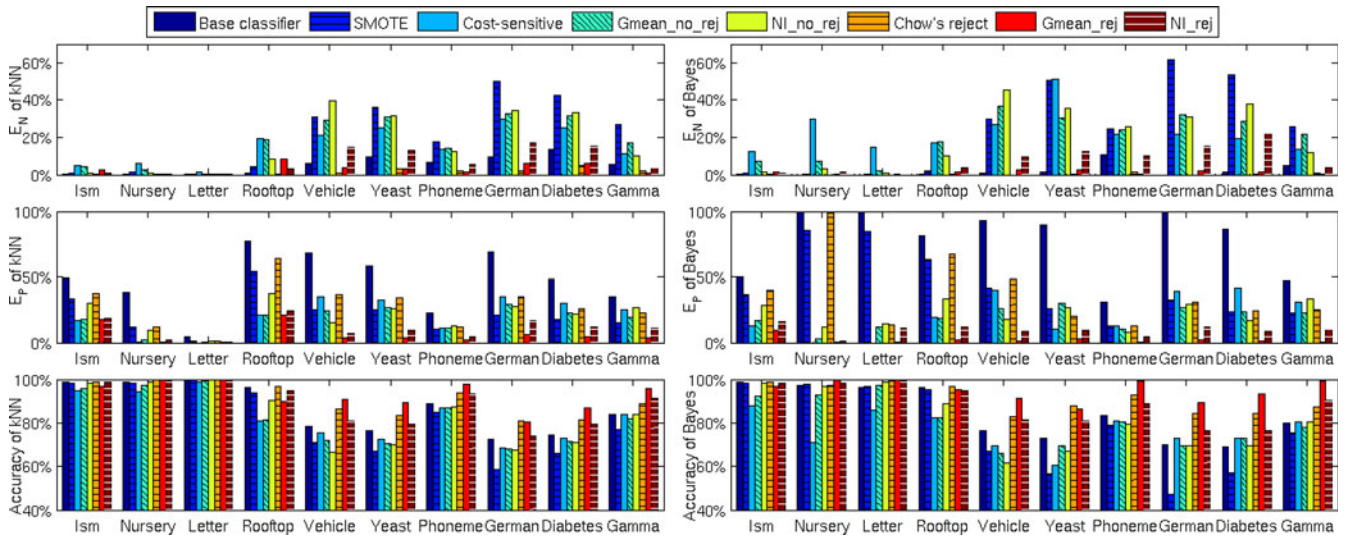 Base classifier SMOTE Cost-sensitive Gmean_no_rej NI_no_rej Chow's reject Gmean_rej NI_rej
E_N of kNN
60%
40%
20%
0%
Ism Nursery Letter Rooftop Vehicle Yeast Phoneme German Diabetes Gamma
E_N of Bayes
60%
40%
20%
0%
Ism Nursery Letter Rooftop Vehicle Yeast Phoneme German Diabetes Gamma
E_P of kNN
100%
50%
0%
Ism Nursery Letter Rooftop Vehicle Yeast Phoneme German Diabetes Gamma
E_P of Bayes
100%
50%
0%
Ism Nursery Letter Rooftop Vehicle Yeast Phoneme German Diabetes Gamma
Accuracy of kNN
100%
80%
60%
40%
Ism Nursery Letter Rooftop Vehicle Yeast Phoneme German Diabetes Gamma
Accuracy of Bayes
100%
80%
60%
40%
Ism Nursery Letter Rooftop Vehicle Yeast Phoneme German Diabetes Gamma